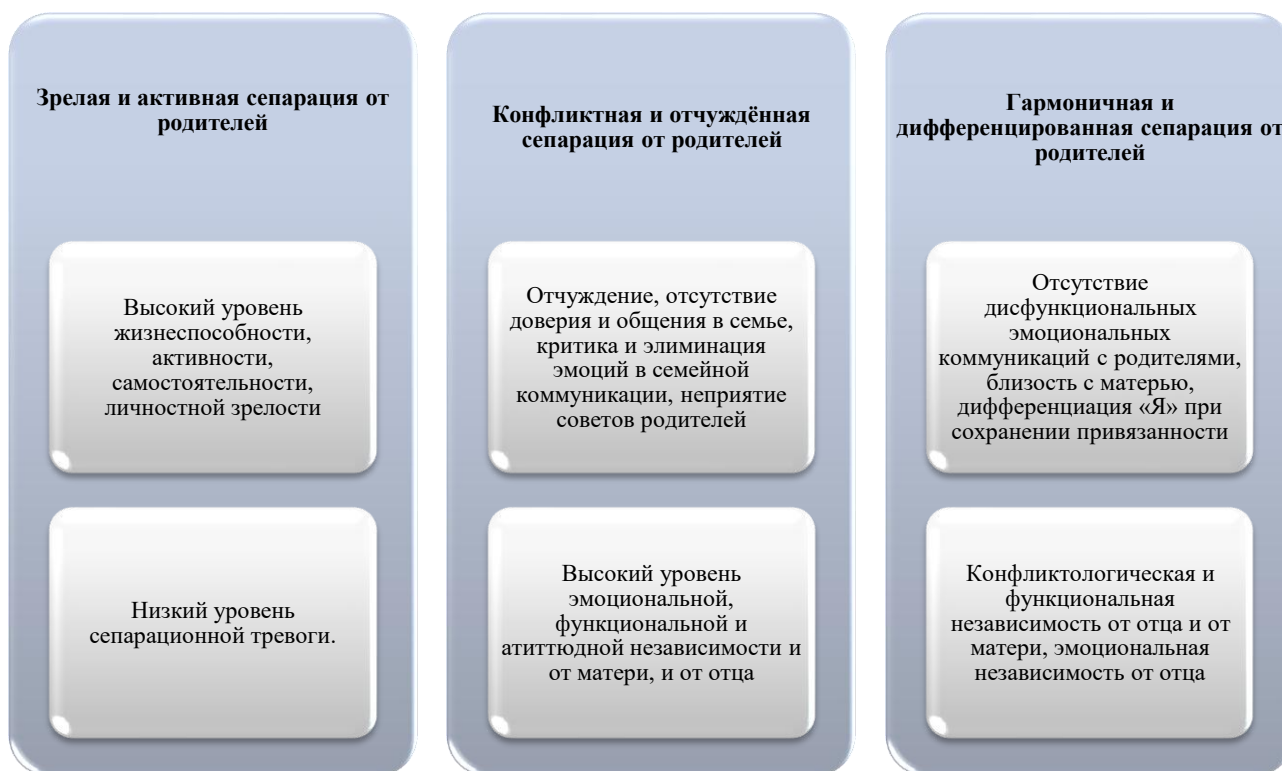 Зрелая и активная сепарация от
родителей
Высокий уровень
жизнеспособности,
активности,
самостоятельности,
личностной зрелости
Низкий уровень
сепарационной тревоги.
Конфликтная и отчуждённая
сепарация от родителей
Отчуждение, отсутствие
доверия и общения в семье,
критика и элиминация
эмоций в семейной
коммуникации, неприятие
советов родителей
Высокий уровень
эмоциональной,
функциональной и
атиттюдной независимости и
от матери, и от отца
Гармоничная и
дифференцированная сепарация от
родителей
Отсутствие
дисфункциональных
эмоциональных
коммуникаций с родителями,
близость с матерью,
дифференциация «Я» при
сохранении привязанности
Конфликтологическая и
функциональная
независимость от отца и от
матери, эмоциональная
независимость от отца